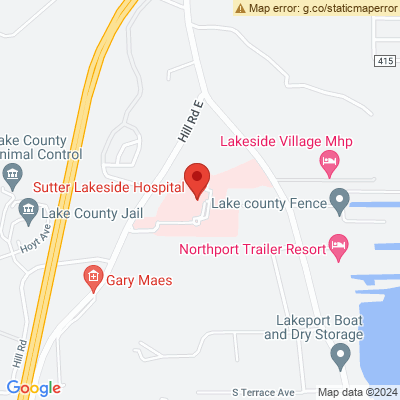 Map error: g.co/staticmaperror
415
Hill Rd E
Lakeside Village Mhp
ake County
nimal Control
Sutter Lakeside Hospital
Lake county Fence
Lake County Jail
Hoyt Ave
Northport Trailer Resort
Gary Maes
Lakeport Boat
and Dry Storage
Hill Rd
Google
S Terrace Ave
Map data ©2024